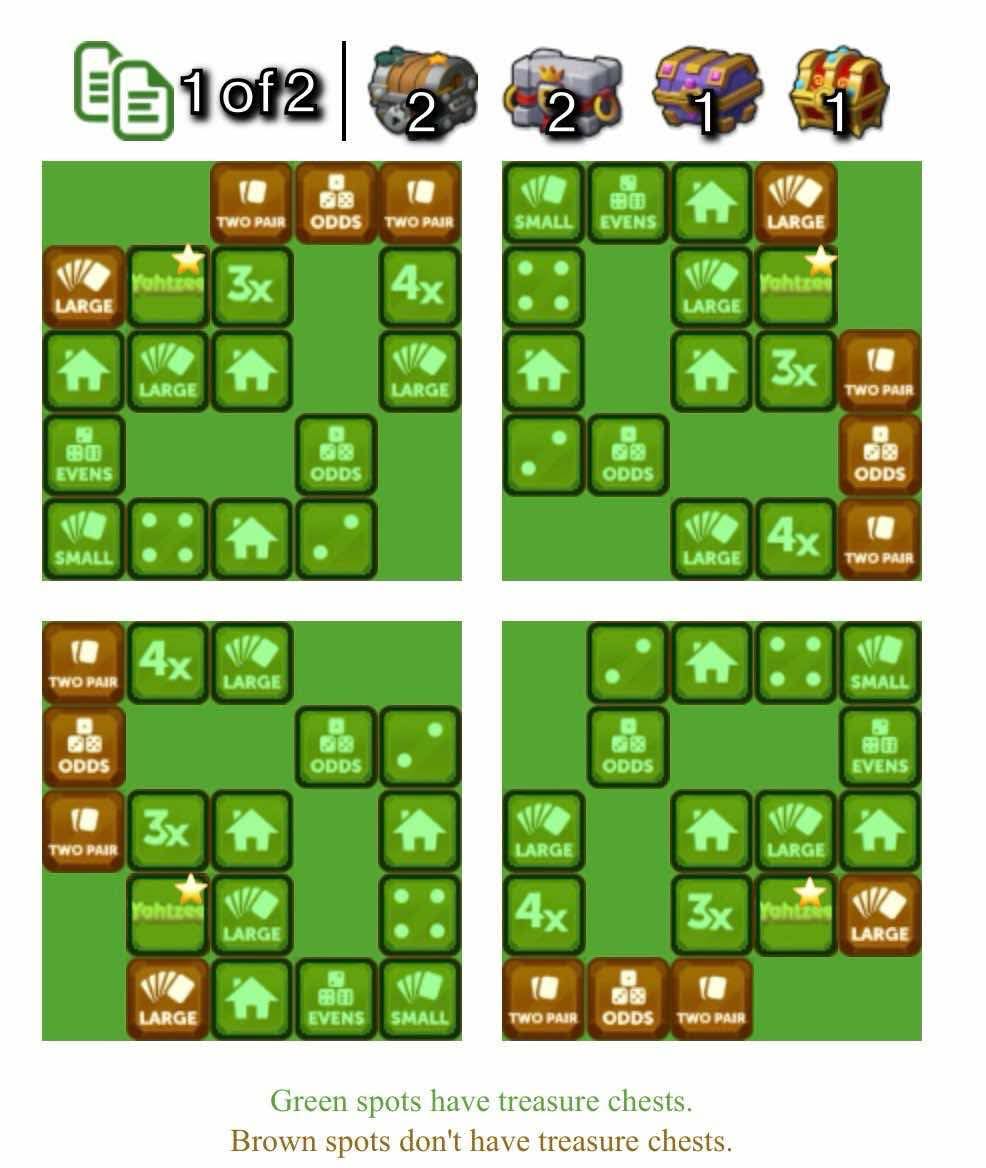 1 of 2
2 2 1 1
TWO PAIR ODDS TWO PAIR
LARGE Yahtzee 3x 4x
LARGE LARGE
EVENS ODDS
SMALL
SMALL EVENS LARGE
LARGE Yahtzee
3x TWO PAIR
ODDS ODDS
LARGE 4x TWO PAIR
TWO PAIR 4x LARGE
ODDS ODDS
TWO PAIR 3x
Yahtzee LARGE
LARGE EVENS SMALL
SMALL
ODDS EVENS
LARGE LARGE
4x 3x Yahtzee LARGE
TWO PAIR ODDS TWO PAIR
Green spots have treasure chests.
Brown spots don't have treasure chests.